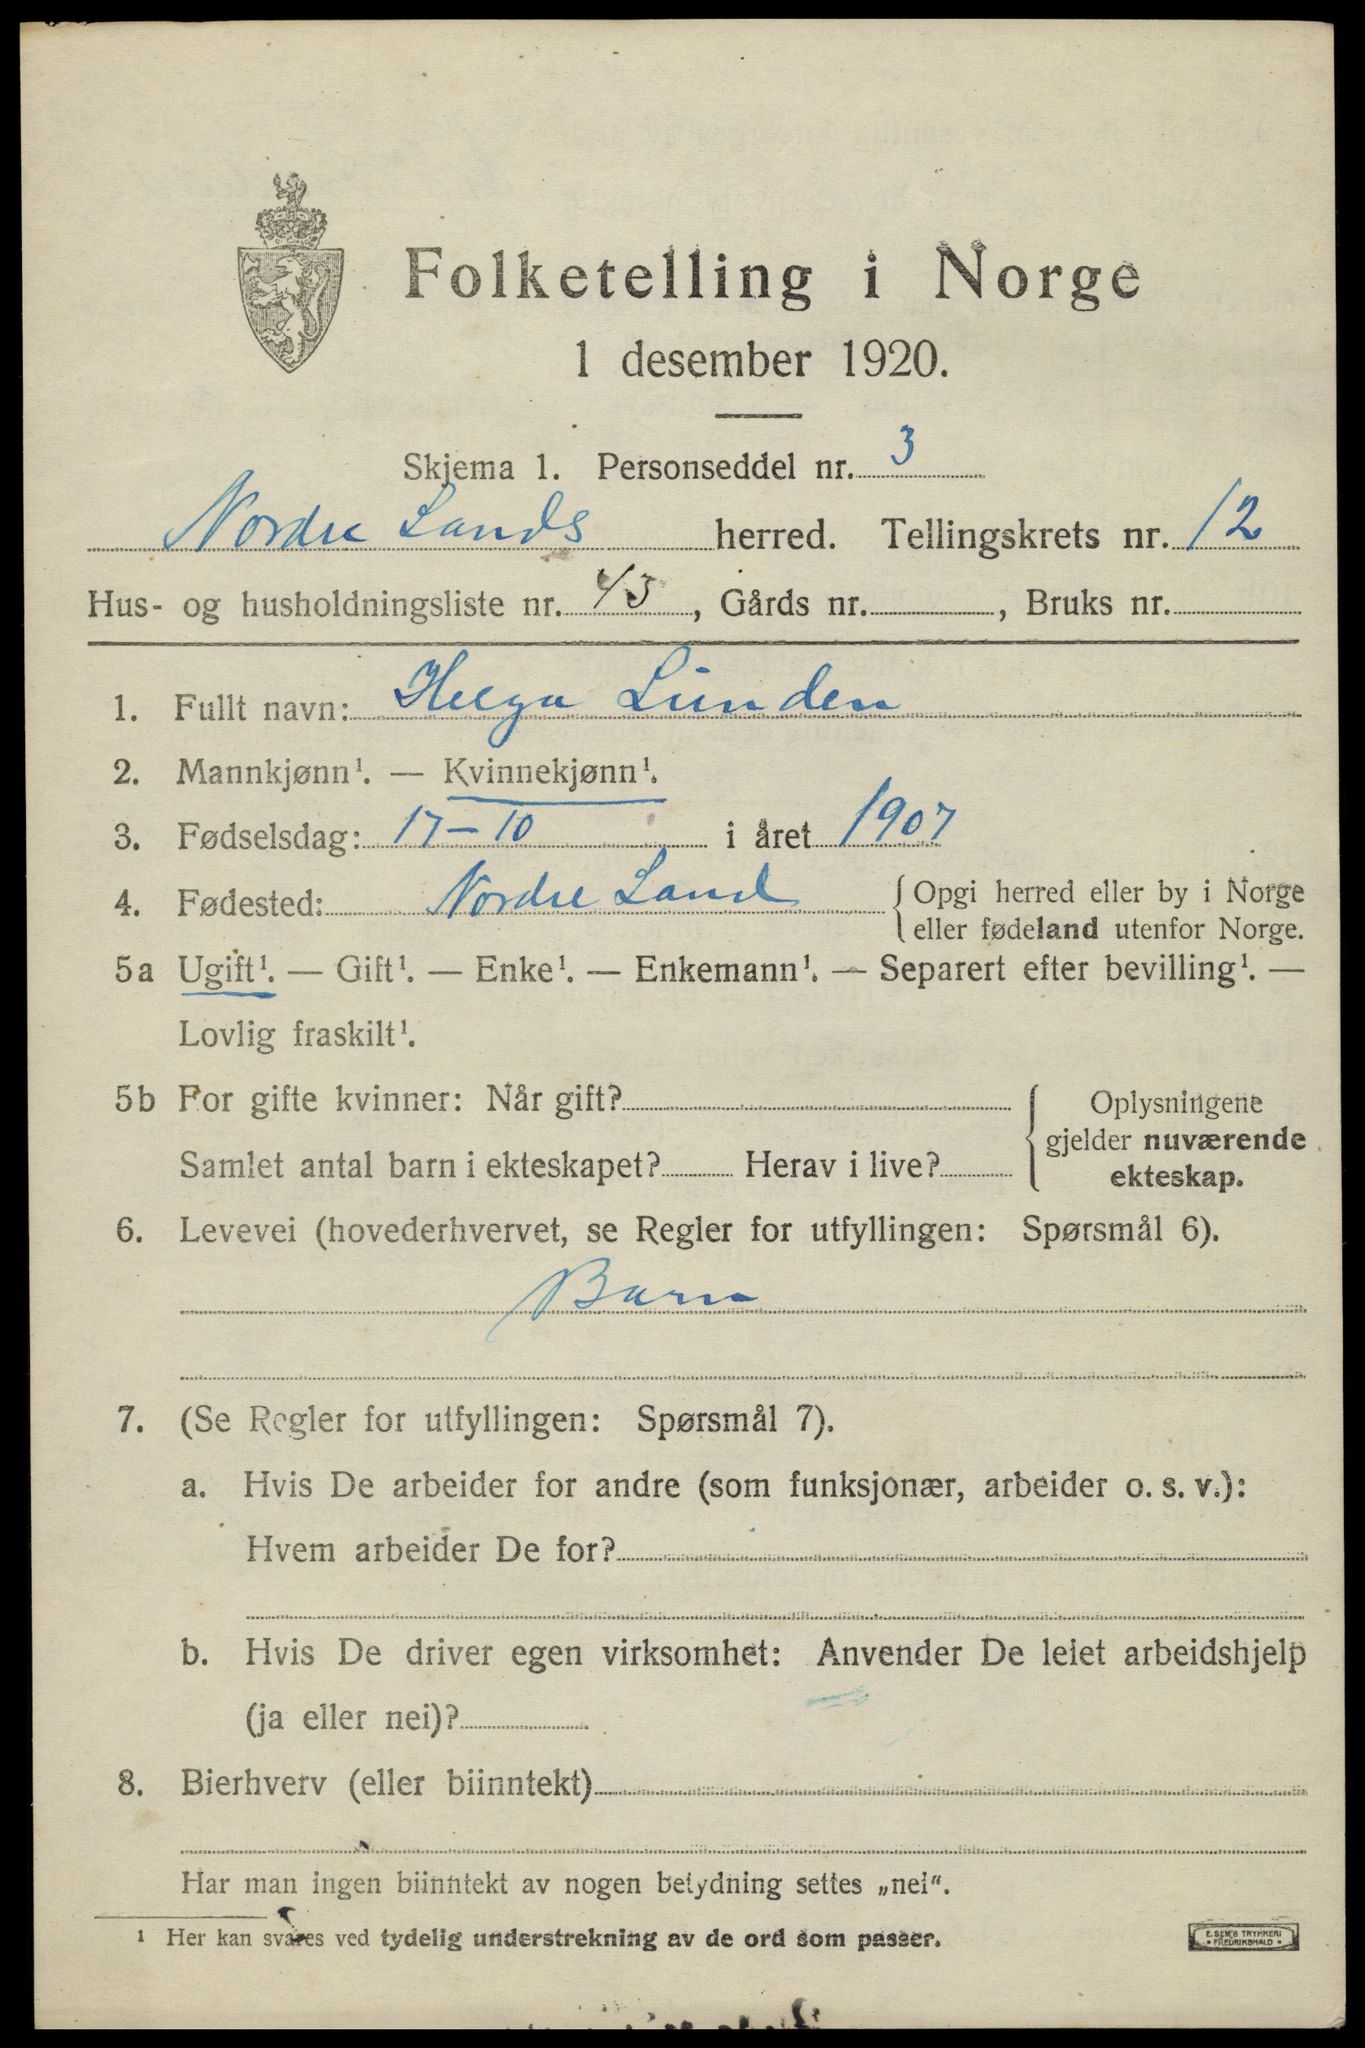 Folketelling i Norge
1 desember 1920.
Skjema 1. Personseddel nr. 3
Nordre Lands herred. Tellingskrets nr. 12
Hus- og husholdningsliste nr. 43, Gårds nr. , Bruks nr.
1. Fullt navn: Helga Lunden
2. Mannkjønn¹. — Kvinnekjønn¹.
3. Fødselsdag: 17-10 i året 1907
4. Fødested: Nordre Land { Opgi herred eller by i Norge
eller fødeland utenfor Norge.
5a Ugift¹. — Gift¹. — Enke¹. — Enkemann¹. — Separert efter bevilling¹. —
Lovlig fraskilt¹.
5b For gifte kvinner: Når gift? { Oplysningene
gjelder nuværende
Samlet antal barn i ekteskapet? Herav i live? ekteskap.
6. Levevei (hovederhvervet, se Regler for utfyllingen: Spørsmål 6).
Barn
7. (Se Regler for utfyllingen: Spørsmål 7).
a. Hvis De arbeider for andre (som funksjonær, arbeider o. s. v.):
Hvem arbeider De for?
b. Hvis De driver egen virksomhet: Anvender De leiet arbeidshjelp
(ja eller nei)?
8. Bierhverv (eller biinntekt)
Har man ingen biinntekt av nogen betydning settes „nei“.
¹ Her kan svares ved tydelig understrekning av de ord som passer.
E. SEM'S TRYKKERI
• FREDRIKSHALD •